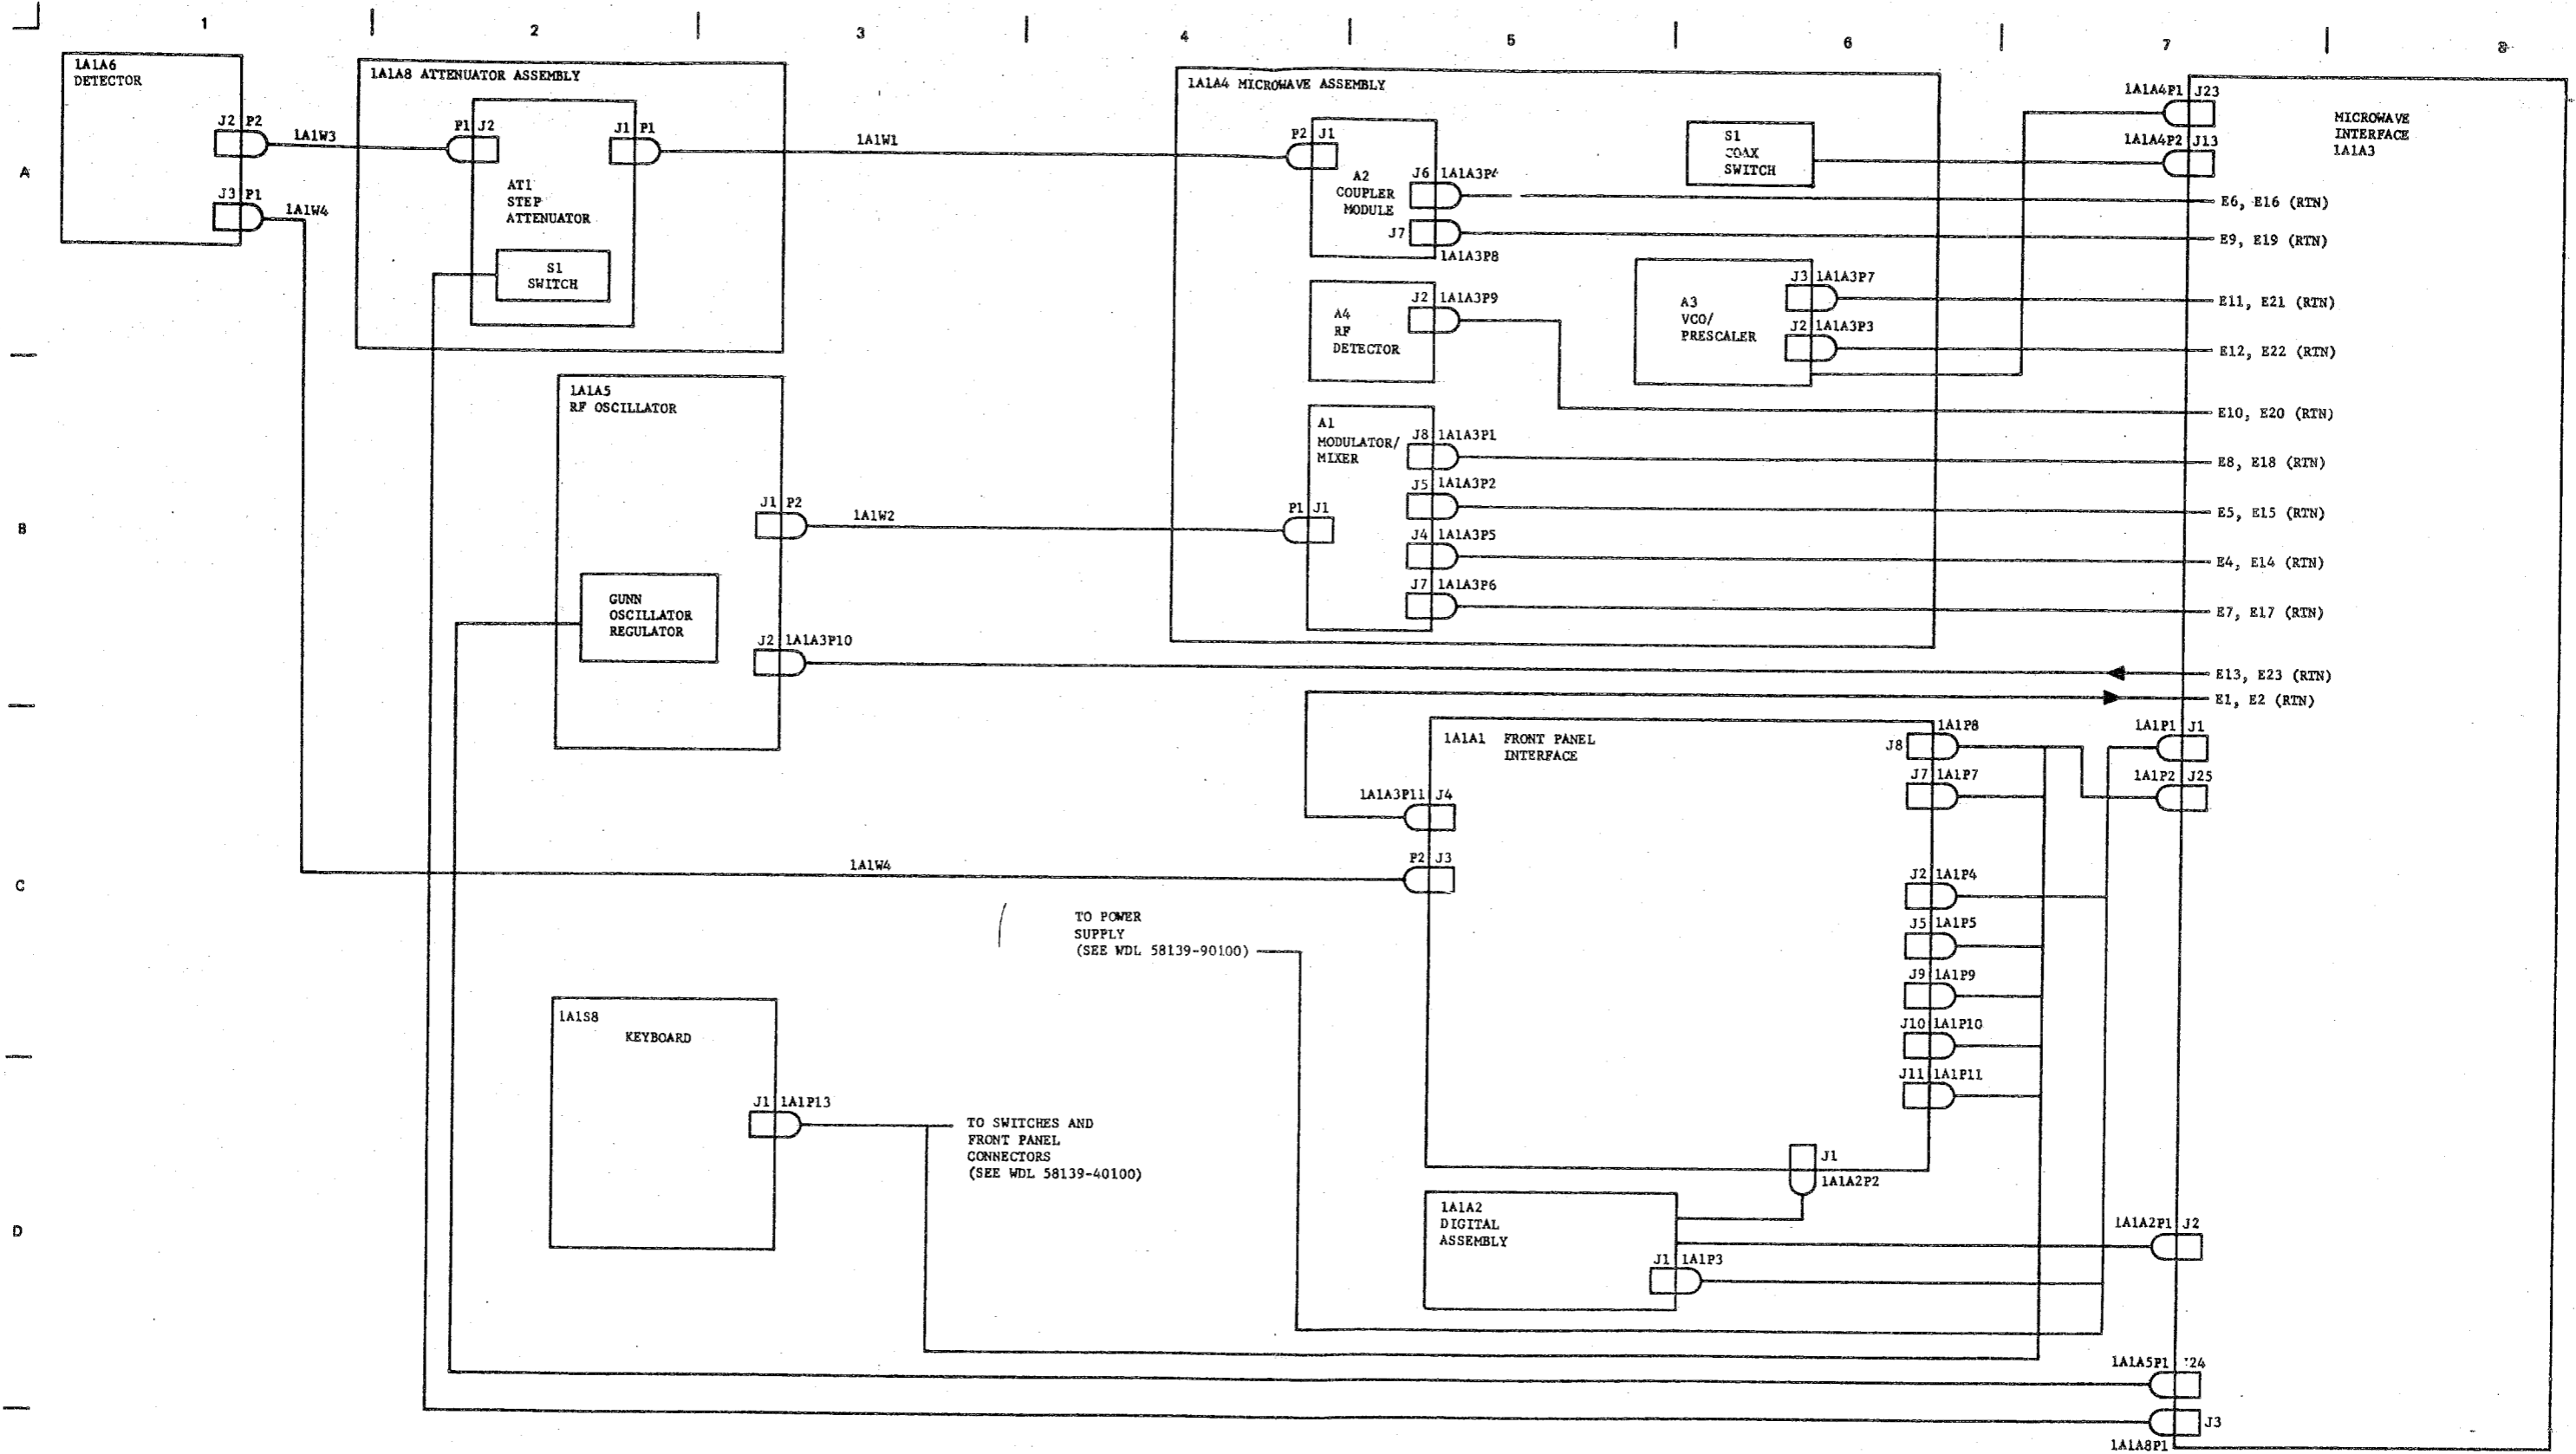 1 2 3 4 5 6 7 8
A
B
C
D
1A1A6
DETECTOR
J2 P2
1A1W3
J3 P1
1A1W4
1A1A8 ATTENUATOR ASSEMBLY
P1 J2
J1 P1
AT1
STEP
ATTENUATOR
S1
SWITCH
1A1W1
1A1A4 MICROWAVE ASSEMBLY
P2 J1
A2
COUPLER
MODULE
J6 1A1A3P4
J7
1A1A3P8
S1
COAX
SWITCH
A4
RF
DETECTOR
J2 1A1A3P9
A3
VCO/
PRESCALER
J3 1A1A3P7
J2 1A1A3P3
A1
MODULATOR/
MIXER
J8 1A1A3P1
J5 1A1A3P2
J4 1A1A3P5
J7 1A1A3P6
P1 J1
1A1A4P1 J23
1A1A4P2 J13
MICROWAVE
INTERFACE
1A1A3
E6, E16 (RTN)
E9, E19 (RTN)
E11, E21 (RTN)
E12, E22 (RTN)
E10, E20 (RTN)
E8, E18 (RTN)
E5, E15 (RTN)
E4, E14 (RTN)
E7, E17 (RTN)
E13, E23 (RTN)
E1, E2 (RTN)
1A1A5
RF OSCILLATOR
J1 P2
1A1W2
GUNN
OSCILLATOR
REGULATOR
J2 1A1A3P10
1A1A1 FRONT PANEL
INTERFACE
1A1P8
J8
J7 1A1P7
1A1A3P11 J4
P2 J3
1A1W4
J2 1A1P4
J5 1A1P5
J9 1A1P9
J10 1A1P10
J11 1A1P11
J1
1A1A2P2
1A1P1 J1
1A1P2 J25
TO POWER
SUPPLY
(SEE WDL 58139-90100)
1A1S8
KEYBOARD
J1 1A1P13
TO SWITCHES AND
FRONT PANEL
CONNECTORS
(SEE WDL 58139-40100)
1A1A2
DIGITAL
ASSEMBLY
J1 1A1P3
1A1A2P1 J2
1A1A5P1 24
J3
1A1A8P1